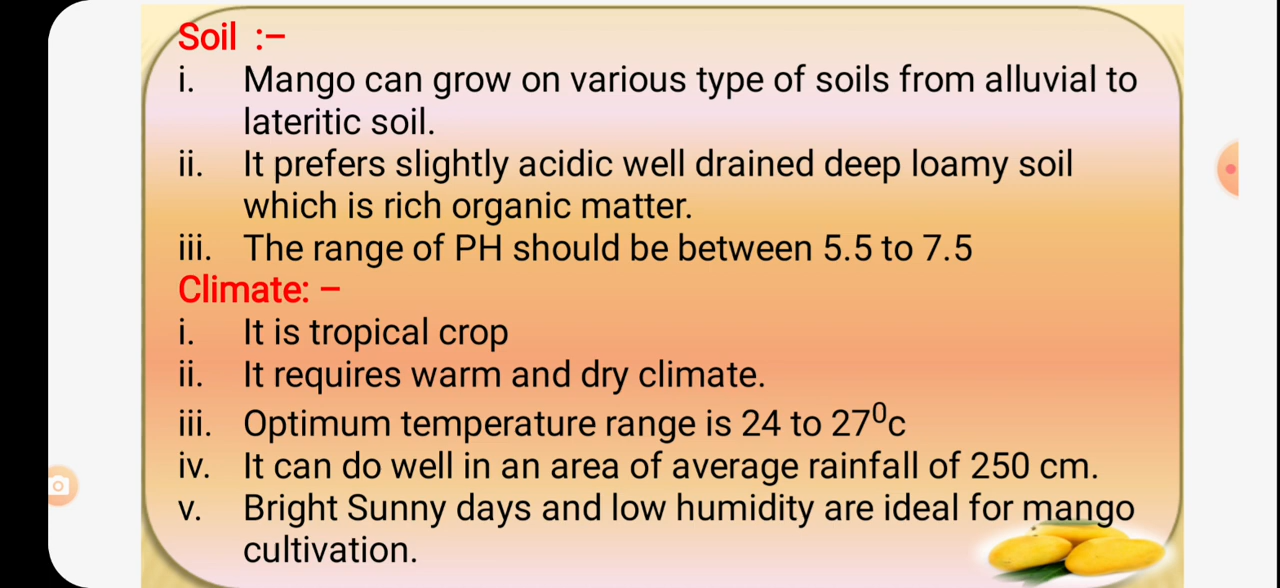 Soil :–
i. Mango can grow on various type of soils from alluvial to
lateritic soil.
ii. It prefers slightly acidic well drained deep loamy soil
which is rich organic matter.
iii. The range of PH should be between 5.5 to 7.5
Climate: –
i. It is tropical crop
ii. It requires warm and dry climate.
iii. Optimum temperature range is 24 to 27⁰c
iv. It can do well in an area of average rainfall of 250 cm.
v. Bright Sunny days and low humidity are ideal for mango
cultivation.